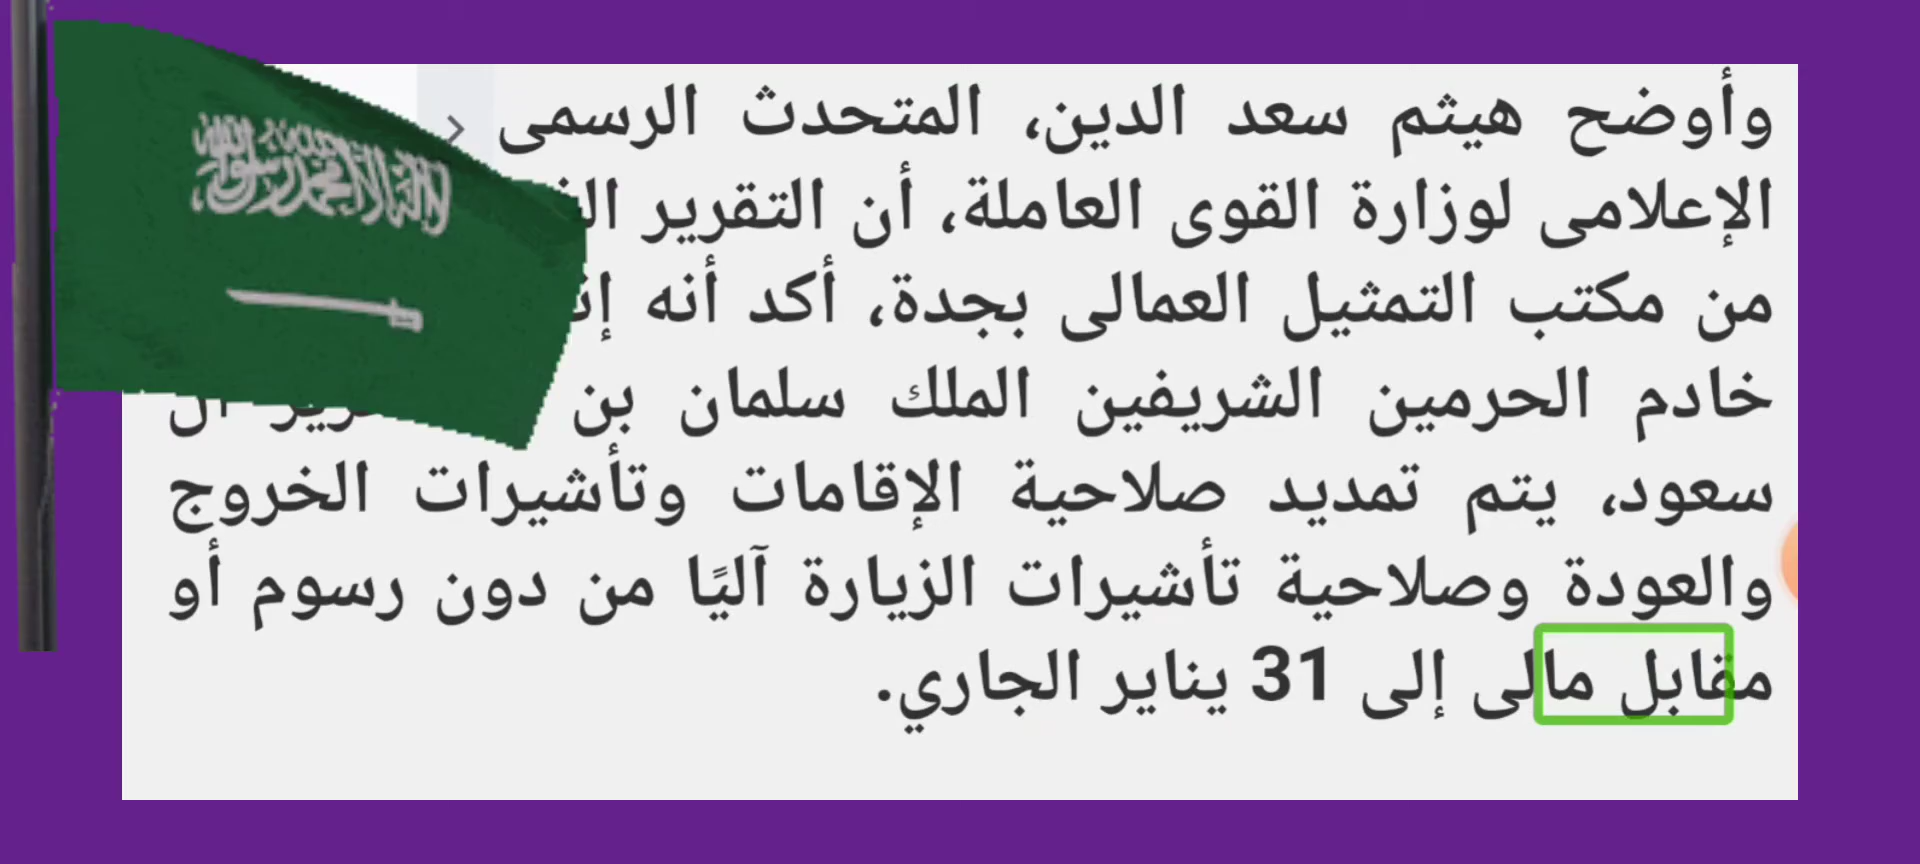 وأوضح هيثم سعد الدين، المتحدث الرسمى
الإعلامى لوزارة القوى العاملة، أن التقرير
من مكتب التمثيل العمالى بجدة، أكد أنه
خادم الحرمين الشريفين الملك سلمان بن
سعود، يتم تمديد صلاحية الإقامات وتأشيرات الخروج
والعودة وصلاحية تأشيرات الزيارة آليًا من دون رسوم أو
مقابل مالى إلى 31 يناير الجاري.